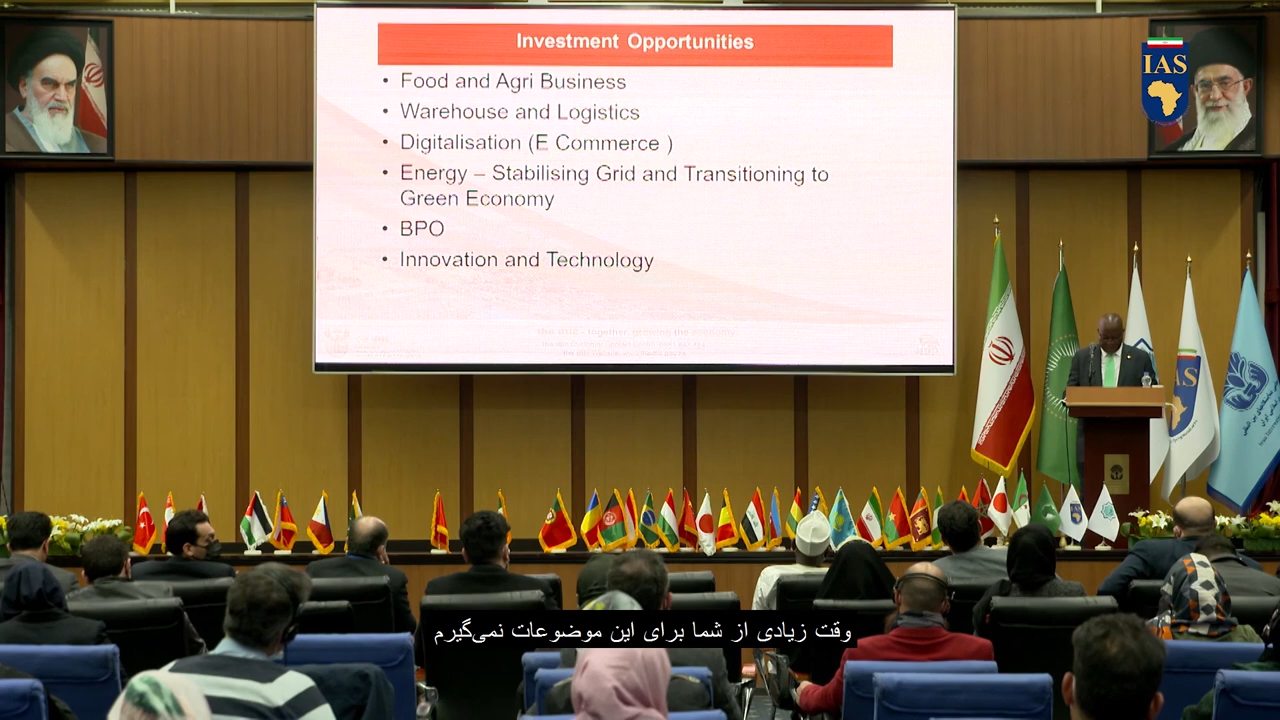 Investment Opportunities
• Food and Agri Business
• Warehouse and Logistics
• Digitalisation (E Commerce )
• Energy – Stabilising Grid and Transitioning to
Green Economy
• BPO
• Innovation and Technology
IAS
IAS
وقت زیادی از شما برای این موضوعات نمی‌گیرم